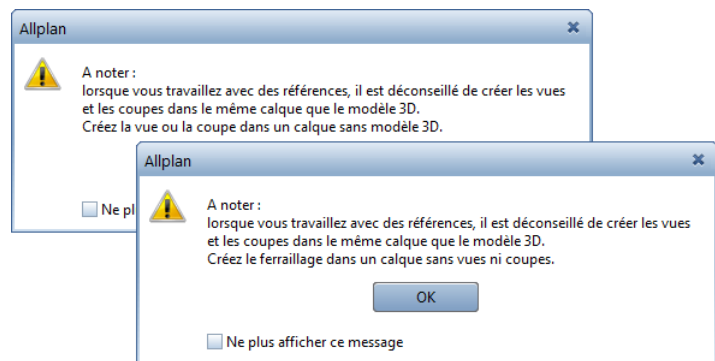 Allplan
A noter :
lorsque vous travaillez avec des références, il est déconseillé de créer les vues
et les coupes dans le même calque que le modèle 3D.
Créez la vue ou la coupe dans un calque sans modèle 3D.
Ne pl
Allplan
A noter :
lorsque vous travaillez avec des références, il est déconseillé de créer les vues
et les coupes dans le même calque que le modèle 3D.
Créez le ferraillage dans un calque sans vues ni coupes.
OK
Ne plus afficher ce message